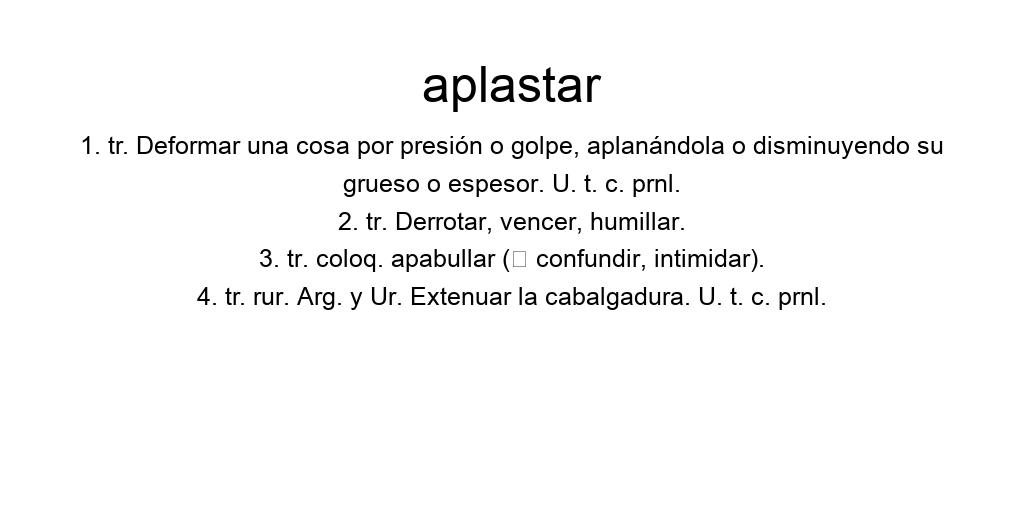 aplastar
1. tr. Deformar una cosa por presión o golpe, aplanándola o disminuyendo su
grueso o espesor. U. t. c. prnl.
2. tr. Derrotar, vencer, humillar.
3. tr. coloq. apabullar (□ confundir, intimidar).
4. tr. rur. Arg. y Ur. Extenuar la cabalgadura. U. t. c. prnl.